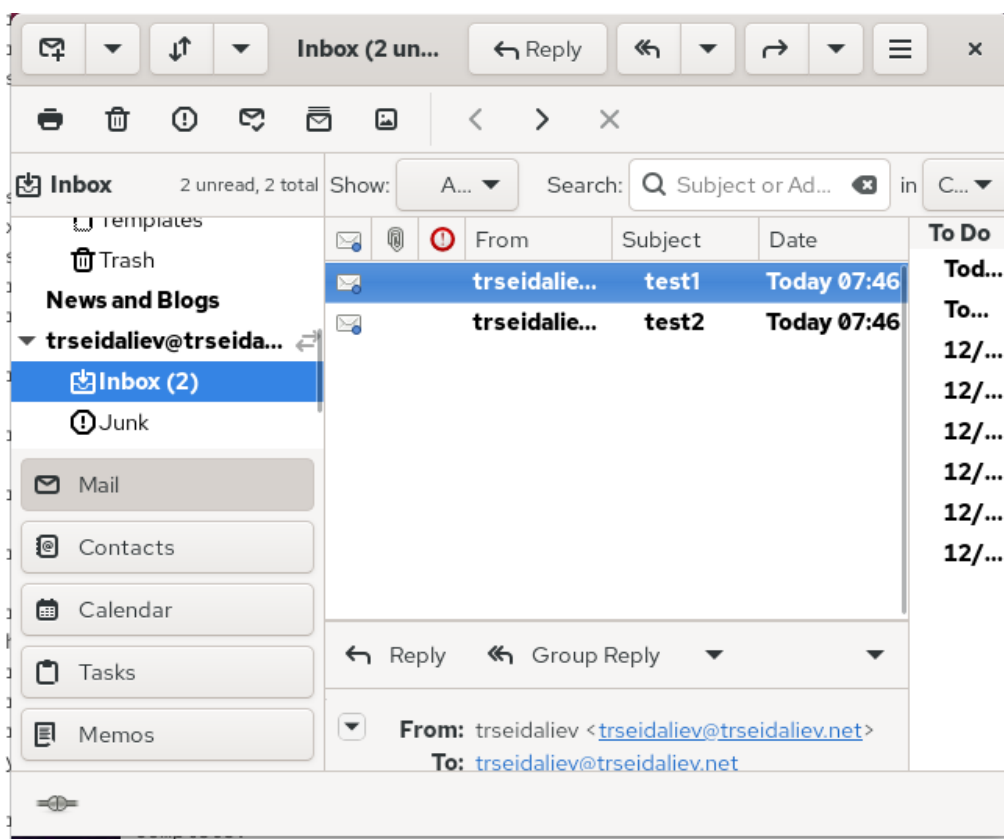 Inbox (2 un... Reply
Inbox 2 unread, 2 total Show: A... Search: Subject or Ad... in C...
Templates
Trash
News and Blogs
trseidaliev@trseida...
Inbox (2)
Junk
Mail
Contacts
Calendar
Tasks
Memos
From Subject Date
trseidalie... test1 Today 07:46
trseidalie... test2 Today 07:46
Reply Group Reply
From: trseidaliev <trseidaliev@trseidaliev.net>
To: trseidaliev@trseidaliev.net
To Do
Tod...
To...
12/...
12/...
12/...
12/...
12/...
12/...